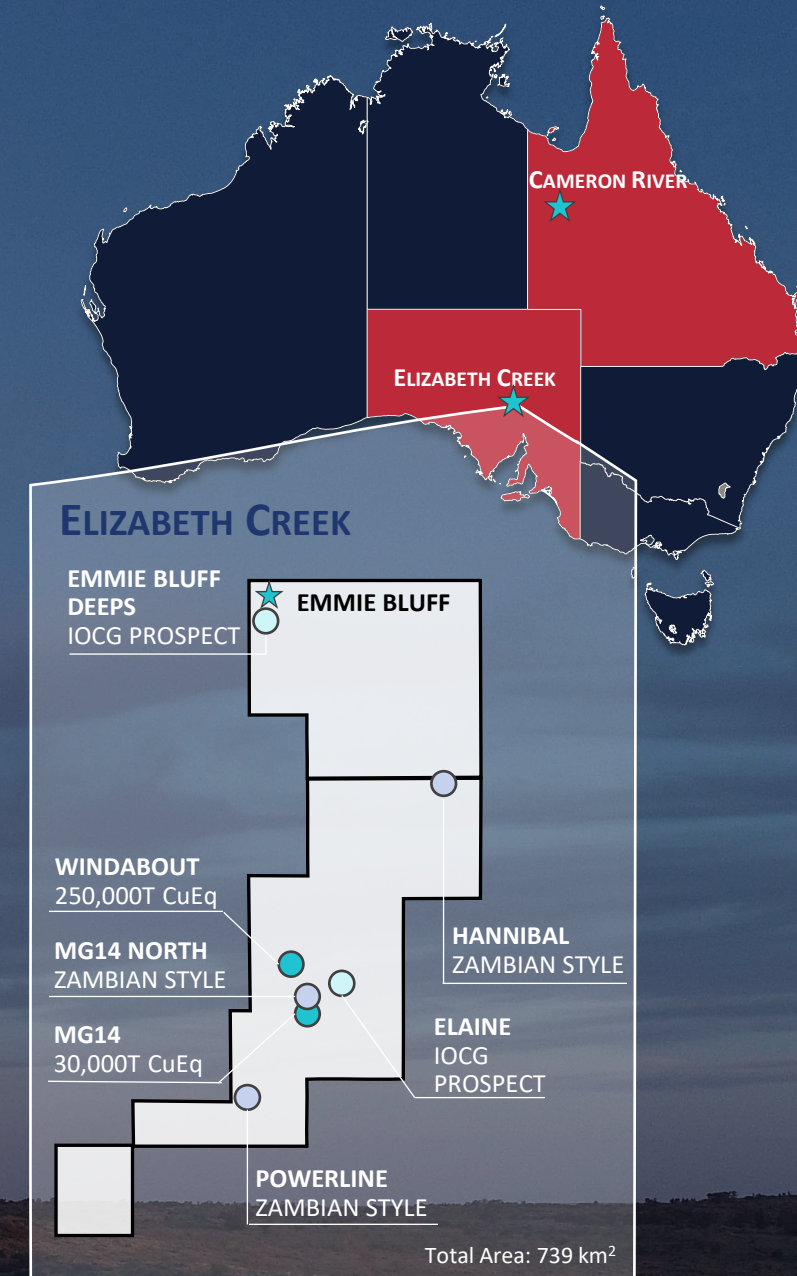 CAMERON RIVER
ELIZABETH CREEK
ELIZABETH CREEK
EMMIE BLUFF
DEEPS
IOCG PROSPECT
EMMIE BLUFF
WINDABOUT
250,000T CuEq
MG14 NORTH
ZAMBIAN STYLE
MG14
30,000T CuEq
HANNIBAL
ZAMBIAN STYLE
ELAINE
IOCG
PROSPECT
POWERLINE
ZAMBIAN STYLE
Total Area: 739 km²